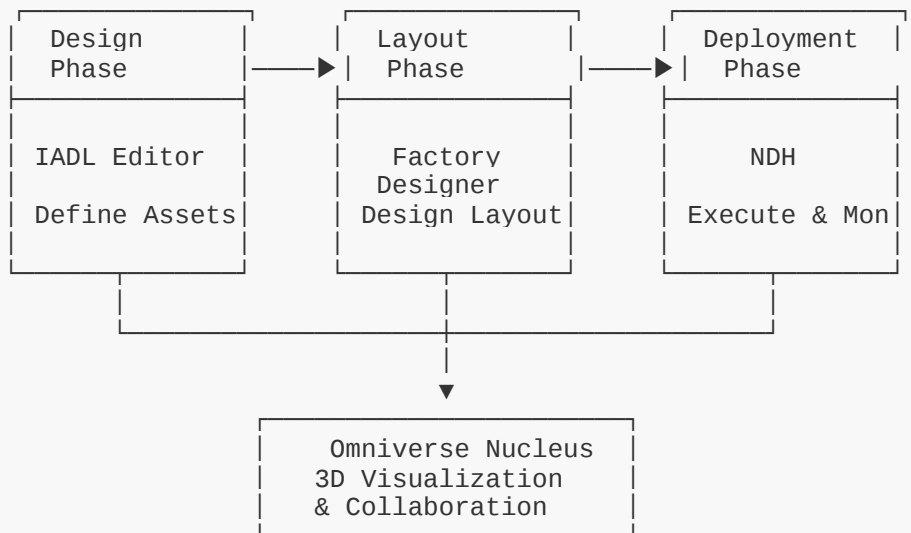 Design Phase
Layout Phase
Deployment Phase
IADL Editor
Define Assets
Factory Designer
Design Layout
NDH
Execute & Mon
Omniverse Nucleus
3D Visualization
& Collaboration